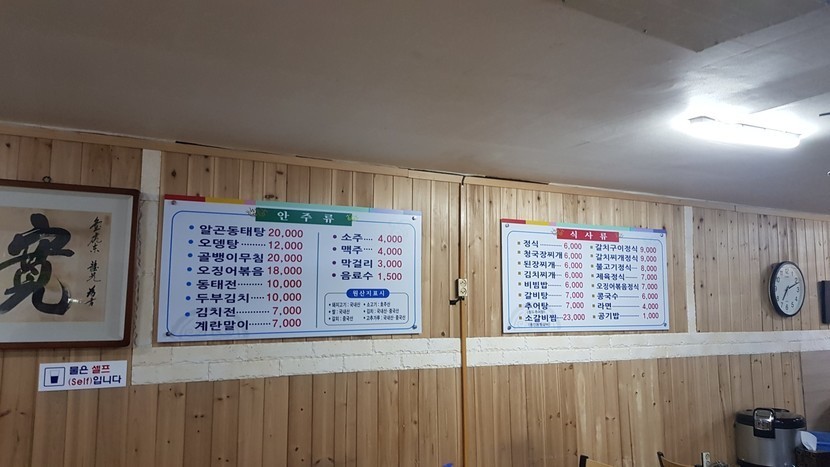 寬
안 주 류
알곤동태탕 20,000
오뎅탕 ········ 12,000
골뱅이무침 20,000
오징어볶음 18,000
동태전 ······· 10,000
두부김치 ···· 10,000
김치전 ········ 7,000
계란말이 ····· 7,000
소주 ···· 4,000
맥주 ···· 4,000
막걸리 3,000
음료수 1,500
원산지표시
식 사 류
정식 6,000
청국장찌개 6,000
된장찌개 6,000
김치찌개 6,000
비빔밥 6,000
갈비탕 7,000
추어탕 7,000
소갈비찜 23,000
갈치구이정식 9,000
갈치찌개정식 9,000
불고기정식 8,000
제육정식 7,000
오징어볶음정식 7,000
콩국수 6,000
라면 4,000
공기밥 1,000
물은 셀프
(Self)입니다